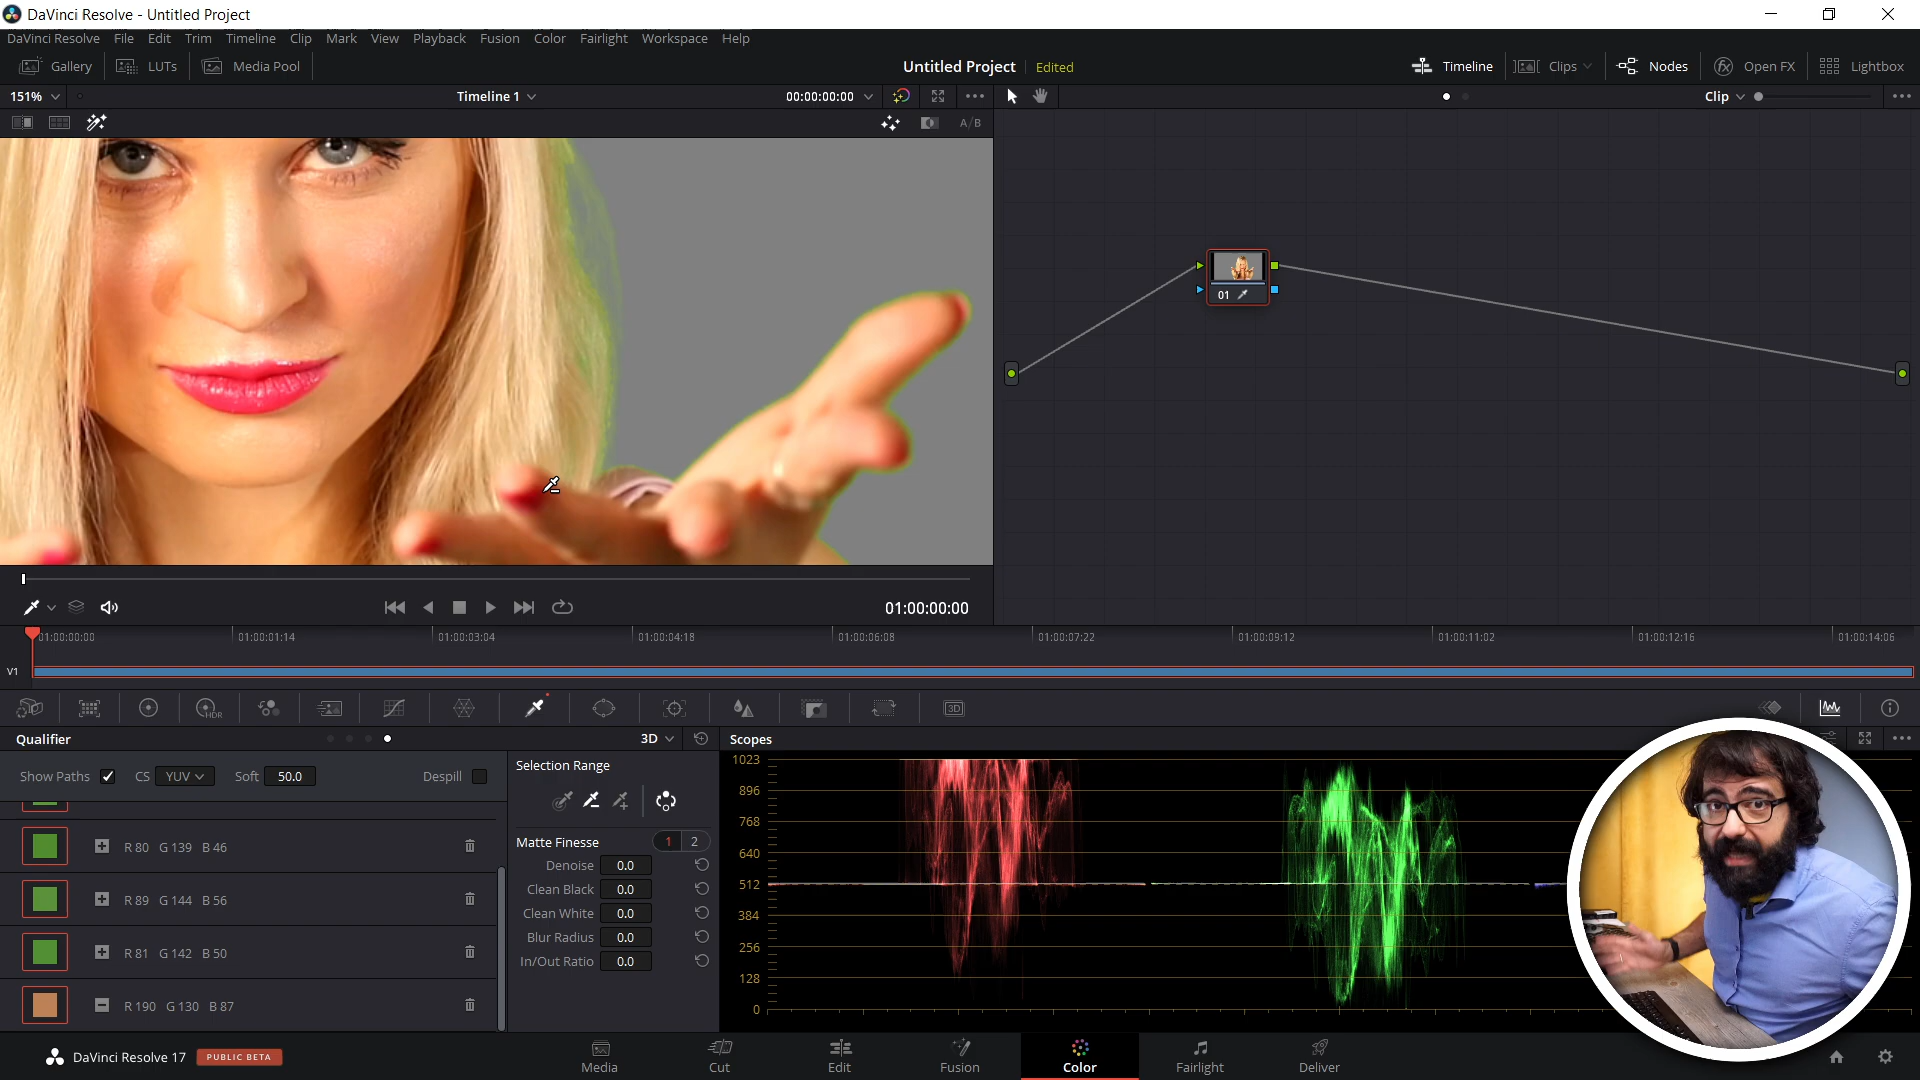 DaVinci Resolve - Untitled Project
DaVinci Resolve File Edit Trim Timeline Clip Mark View Playback Fusion Color Fairlight Workspace Help
Gallery LUTs Media Pool Untitled Project Edited Timeline Clips Nodes fx Open FX Lightbox
151% Timeline 1 00:00:00:00 Clip
A/B
01
01:00:00:00
01:00:00:00 01:00:01:14 01:00:03:04 01:00:04:18 01:00:06:08 01:00:07:22 01:00:09:12 01:00:11:02 01:00:12:16 01:00:14:06
V1
HDR 3D
Qualifier 3D Scopes
Show Paths CS YUV Soft 50.0 Despill
Selection Range
Matte Finesse 1 2
Denoise 0.0
Clean Black 0.0
Clean White 0.0
Blur Radius 0.0
In/Out Ratio 0.0
R 80 G 139 B 46
R 89 G 144 B 56
R 81 G 142 B 50
R 190 G 130 B 87
1023
896
768
640
512
384
256
128
0
DaVinci Resolve 17 PUBLIC BETA
Media Cut Edit Fusion Color Fairlight Deliver